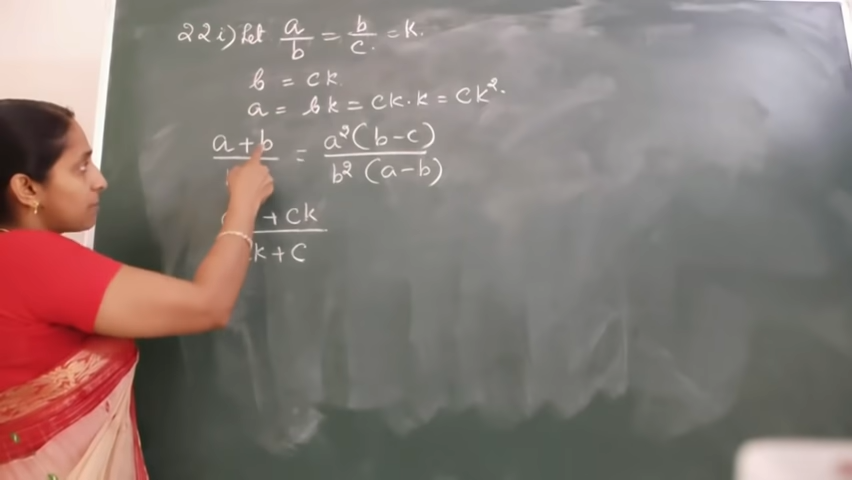 22 i) Let a/b = b/c. = k.
b = ck
a = bk = ck.k = ck².
a+b/ = a²(b-c)/b²(a-b)
+ck/k+c